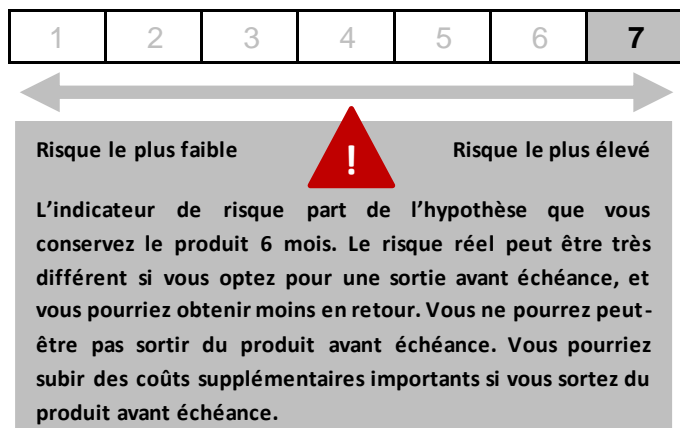 1 2 3 4 5 6 7
!
Risque le plus faible Risque le plus élevé
L’indicateur de risque part de l’hypothèse que vous
conservez le produit 6 mois. Le risque réel peut être très
différent si vous optez pour une sortie avant échéance, et
vous pourriez obtenir moins en retour. Vous ne pourrez peut-
être pas sortir du produit avant échéance. Vous pourriez
subir des coûts supplémentaires importants si vous sortez du
produit avant échéance.